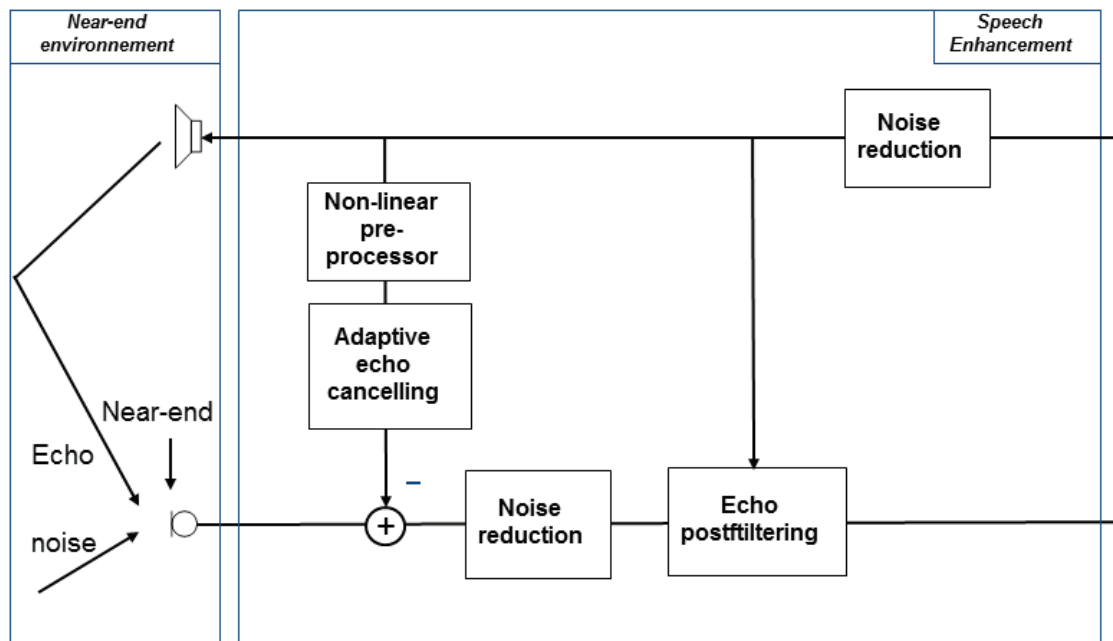 Near-end
environnement
Speech
Enhancement
Noise
reduction
Non-linear
pre-
processor
Adaptive
echo
cancelling
Near-end
Echo
noise
–
+
Noise
reduction
Echo
postftiltering